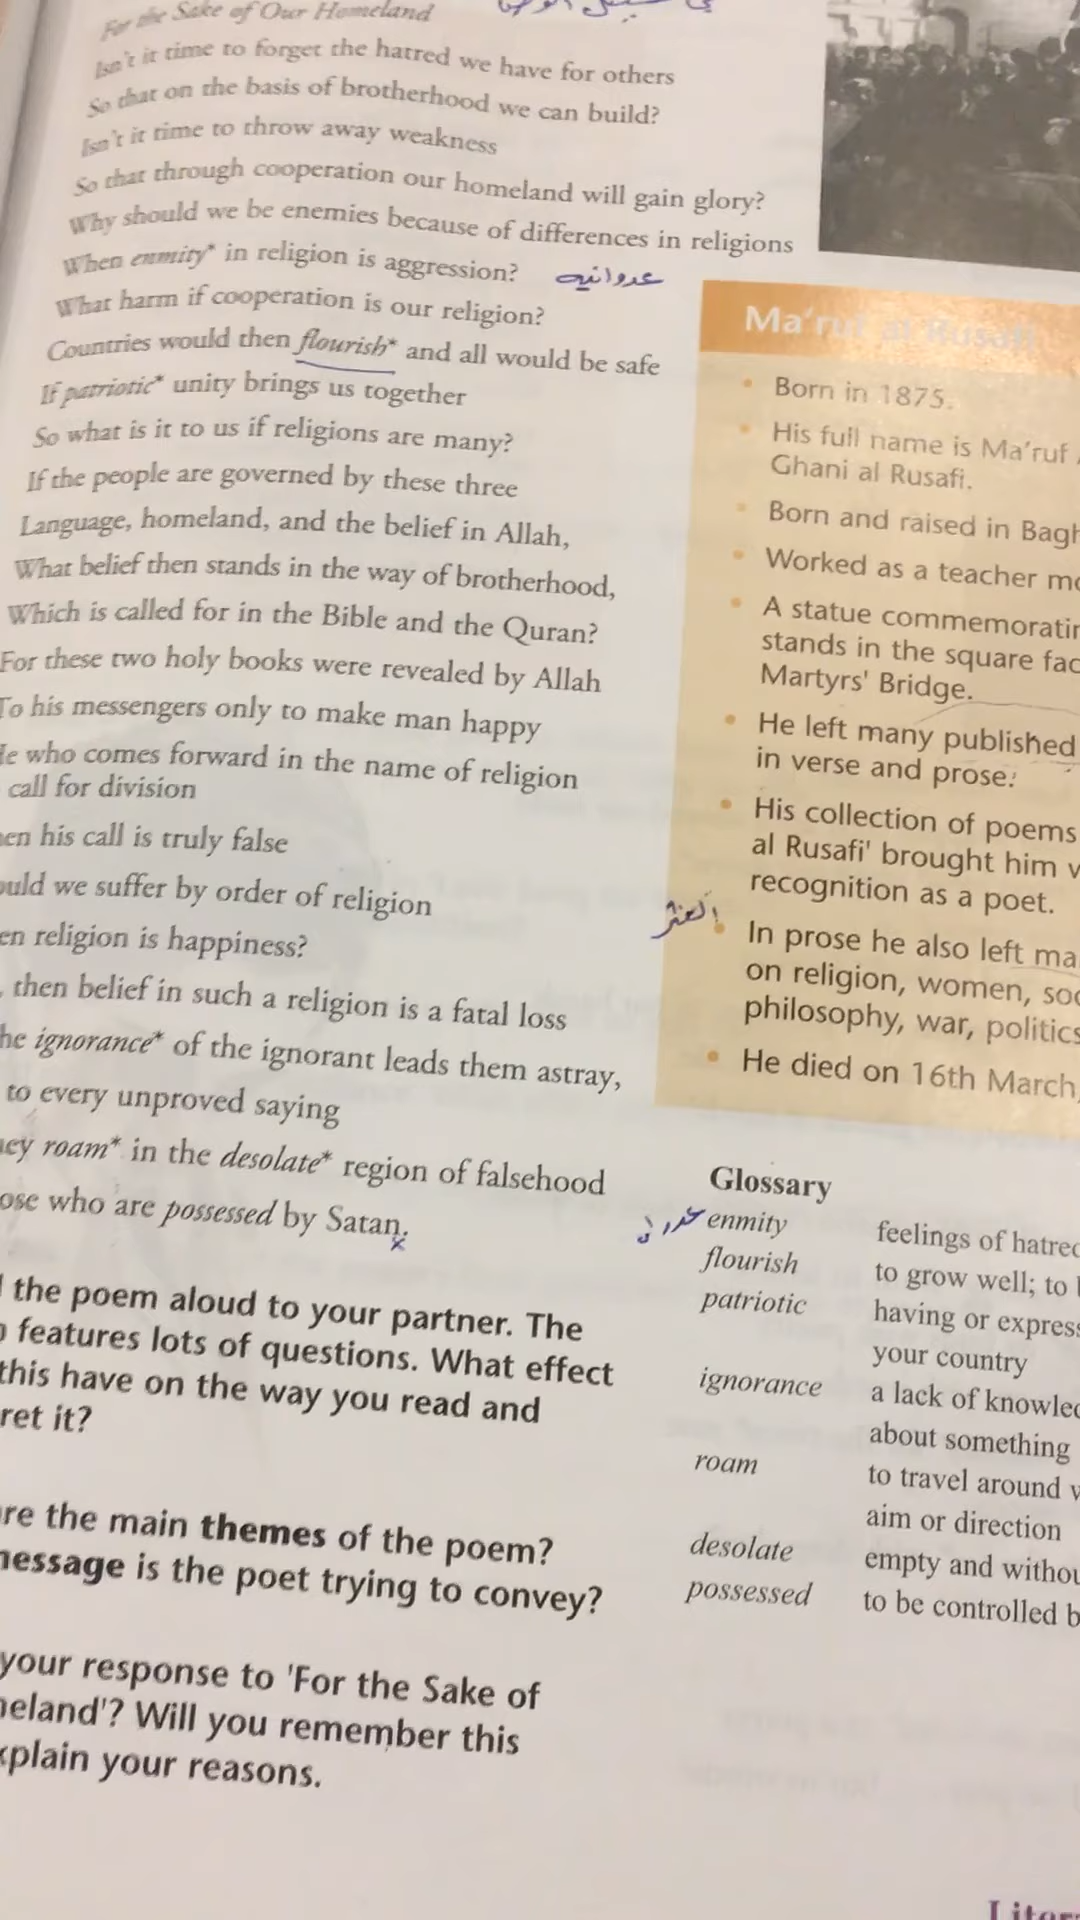 For the Sake of Our Homeland
Isn't it time to forget the hatred we have for others
So that on the basis of brotherhood we can build?
Isn't it time to throw away weakness
So that through cooperation our homeland will gain glory?
Why should we be enemies because of differences in religions
When enmity* in religion is aggression? عدوانيه
What harm if cooperation is our religion?
Countries would then flourish* and all would be safe
If patriotic* unity brings us together
So what is it to us if religions are many?
If the people are governed by these three
Language, homeland, and the belief in Allah,
What belief then stands in the way of brotherhood,
Which is called for in the Bible and the Quran?
For these two holy books were revealed by Allah
To his messengers only to make man happy
He who comes forward in the name of religion
call for division
en his call is truly false
ould we suffer by order of religion
en religion is happiness?
, then belief in such a religion is a fatal loss
he ignorance* of the ignorant leads them astray,
to every unproved saying
ey roam* in the desolate* region of falsehood
ose who are possessed by Satan.
the poem aloud to your partner. The
features lots of questions. What effect
this have on the way you read and
ret it?
re the main themes of the poem?
essage is the poet trying to convey?
your response to 'For the Sake of
eland'? Will you remember this
xplain your reasons.
Ma'ruf al Rusafi
• Born in 1875.
• His full name is Ma'ruf
Ghani al Rusafi.
• Born and raised in Bagh
• Worked as a teacher mo
• A statue commemoratin
stands in the square fac
Martyrs' Bridge.
• He left many published
in verse and prose.
• His collection of poems
al Rusafi' brought him w
recognition as a poet.
• In prose he also left ma
on religion, women, soc
philosophy, war, politics
• He died on 16th March,
Glossary
enmity feelings of hatred
flourish to grow well; to
patriotic having or express
your country
ignorance a lack of knowled
about something
roam to travel around w
aim or direction
desolate empty and withou
possessed to be controlled b
Liter